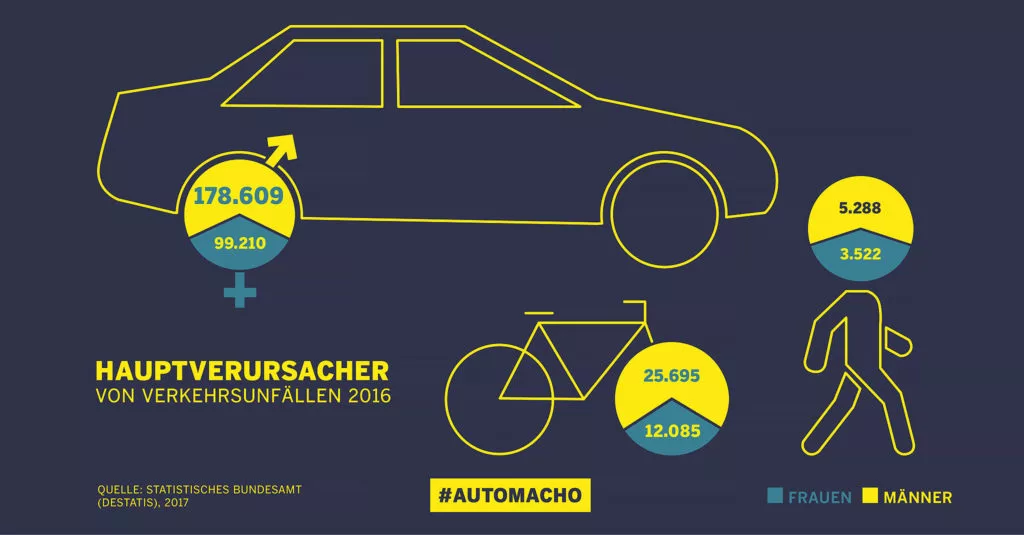 178.609
99.210
5.288
3.522
25.695
12.085
HAUPTVERURSACHER
VON VERKEHRSUNFÄLLEN 2016
QUELLE: STATISTISCHES BUNDESAMT
(DESTATIS), 2017
#AUTOMACHO
FRAUEN MÄNNER